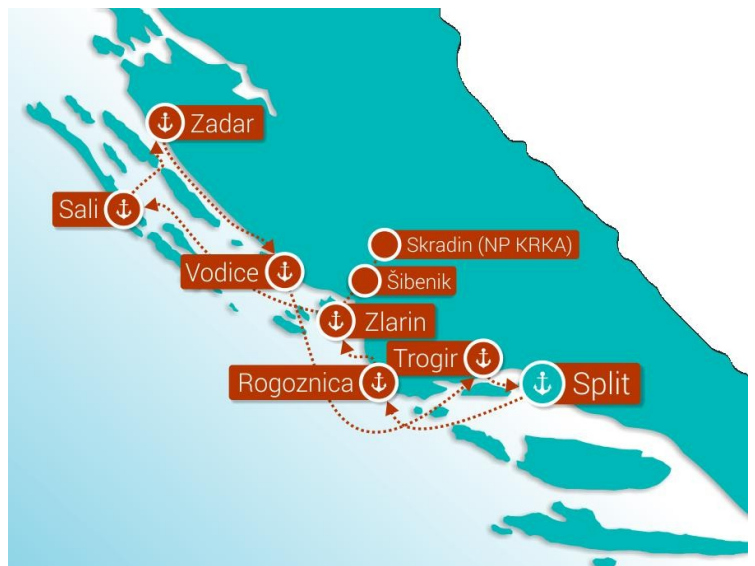 Zadar
Sali
Skradin (NP KRKA)
Vodice
Šibenik
Zlarin
Trogir
Rogoznica
Split